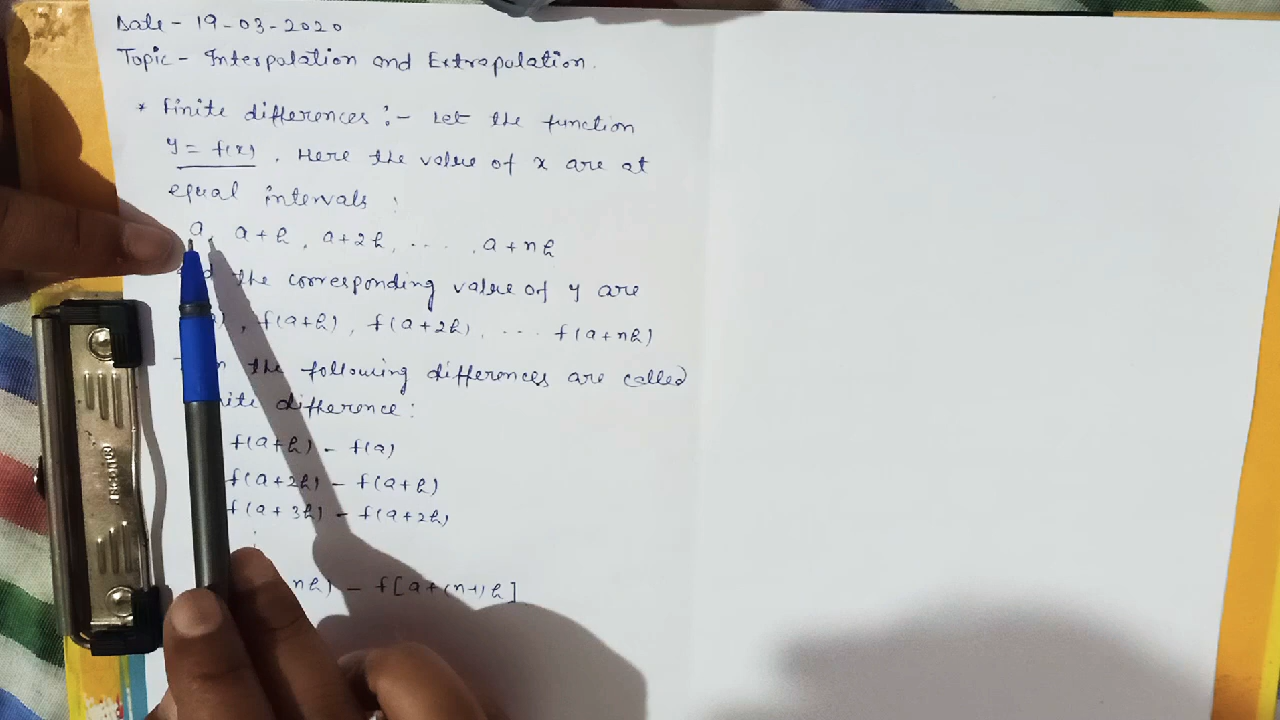 Date - 19-03-2020
Topic - Interpolation and Extrapolation.
* Finite differences :- Let the function
y = f(x) . Here the value of x are at
equal intervals :
a, a+h, a+2h, .... , a+nh
the corresponding value of y are
, f(a+h), f(a+2h), ... f(a+nh)
the following differences are called
difference :
f(a+h) - f(a)
f(a+2h) - f(a+h)
f(a+3h) - f(a+2h)
nh) - f[a+(n-1)h]